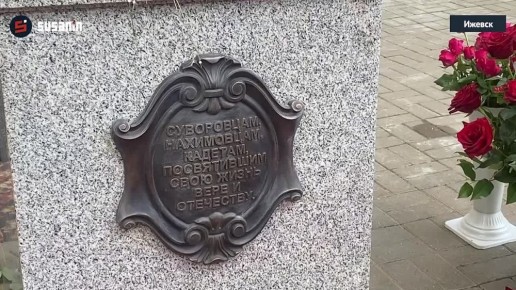 susanin
Ижевск
СУВОРОВЦАМ,
НАХИМОВЦАМ,
КАДЕТАМ,
ПОСВЯТИВШИМ
СВОЮ ЖИЗНЬ
ВЕРЕ И
ОТЕЧЕСТВУ.